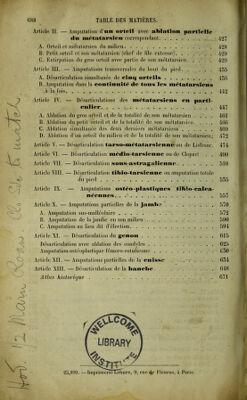 688 TABLE DES MATIÈRES.
Article II. — Amputation d'un orteil avec ablation partielle
du métatarsien correspondant. 427
A. Orteil et métatarsien du milieu. 428
B. Petit orteil et son métatarsien (chef de file externe). 429
C. Extirpation du gros orteil avec partie de son métatarsien. 429
Article III. — Amputations transversales du bout du pied. 435
A. Désarticulation simultanée de cinq orteils. 436
B. Amputation dans la continuité de tous les métatarsiens
à la fois. 442
Article IV. — Désarticulations des métatarsiens en particulier. 447
A. Ablation du gros orteil et de la totalité de son métatarsien. 461
B. Ablation du petit orteil et de la totalité de son métatarsien. 466
C. Ablation simultanée des deux derniers métatarsiens. 469
D. Ablation d'un orteil du milieu et de la totalité de son métatarsien. 472
Article V. — Désarticulation tarso-métatarsienne ou de Lisfranc. 474
Article VI. — Désarticulation médio-tarsienne ou de Chopart. 490
Article VII. — Désarticulation sous-astragalienne. 508
Article VIII. — Désarticulation tibio-tarsienne ou amputation totale
du pied. 535
Article IX. — Amputations ostéo-plastiques tibio-calcanéennes. 557
Article X. — Amputations partielles de la jambe. 570
A. Amputation sus-malléolaire. 572
B. Amputation de la jambe en son milieu. 590
C. Amputation au lieu dit d'élection. 594
Article XI. — Désarticulation du genou. 615
Désarticulation avec ablation des condyles. 625
Amputation ostéoplastique fémoro-rotulienne. 630
Article XII. — Amputations partielles de la cuisse. 634
Article XIII. — Désarticulation de la hanche. 648
Atlas historique. 671
WELLCOME
LIBRARY
— Imprimerie Lahure, 9, rue de Fleurus, à Paris.